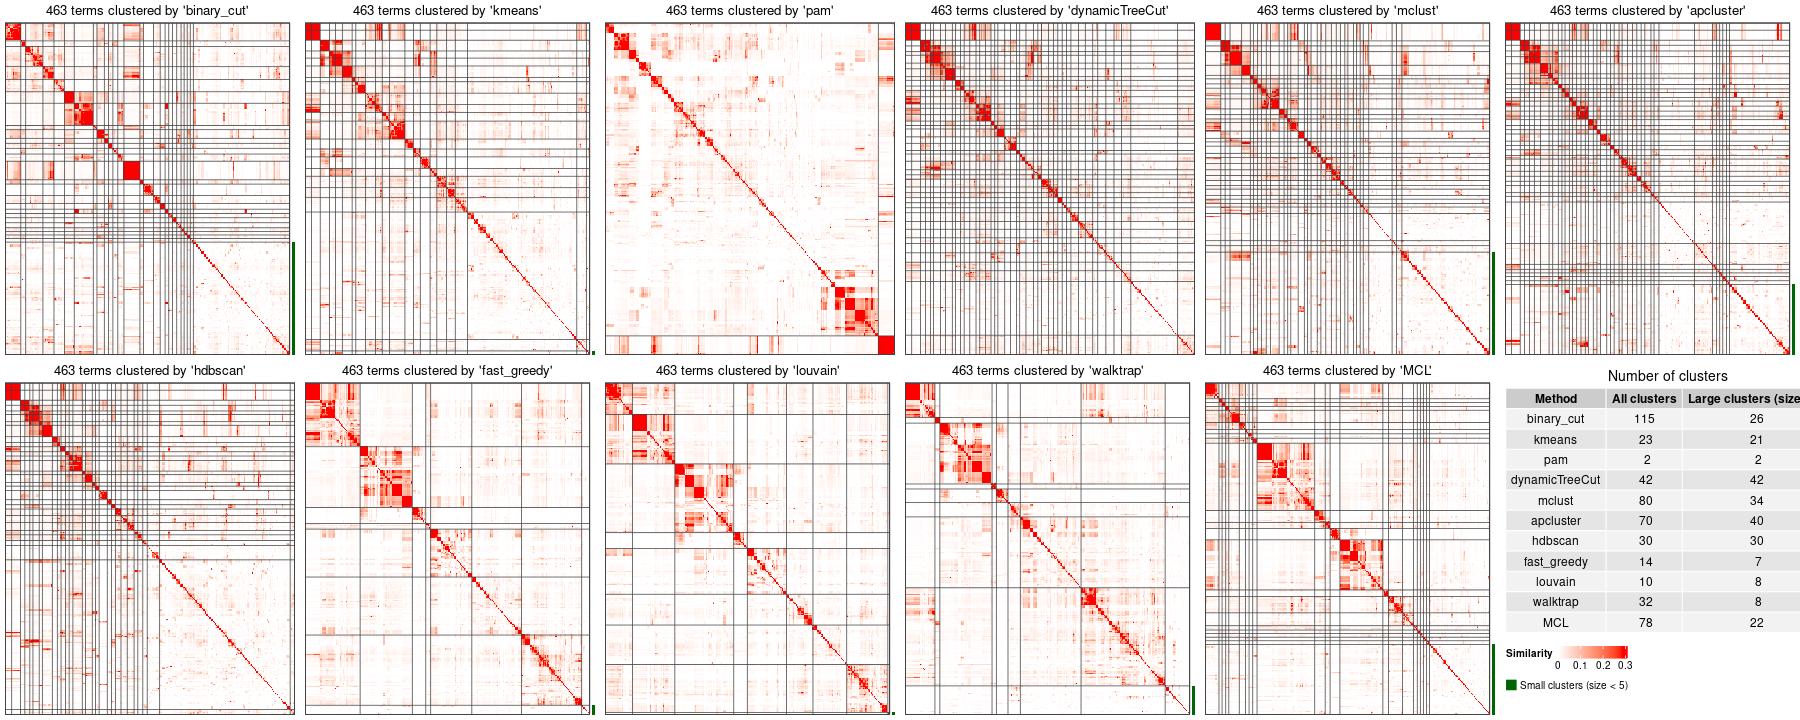 463 terms clustered by 'binary_cut'
463 terms clustered by 'kmeans'
463 terms clustered by 'pam'
463 terms clustered by 'dynamicTreeCut'
463 terms clustered by 'mclust'
463 terms clustered by 'apcluster'
463 terms clustered by 'hdbscan'
463 terms clustered by 'fast_greedy'
463 terms clustered by 'louvain'
463 terms clustered by 'walktrap'
463 terms clustered by 'MCL'
Number of clusters
Method All clusters Large clusters (size
binary_cut 115 26
kmeans 23 21
pam 2 2
dynamicTreeCut 42 42
mclust 80 34
apcluster 70 40
hdbscan 30 30
fast_greedy 14 7
louvain 10 8
walktrap 32 8
MCL 78 22
Similarity
0 0.1 0.2 0.3
Small clusters (size < 5)